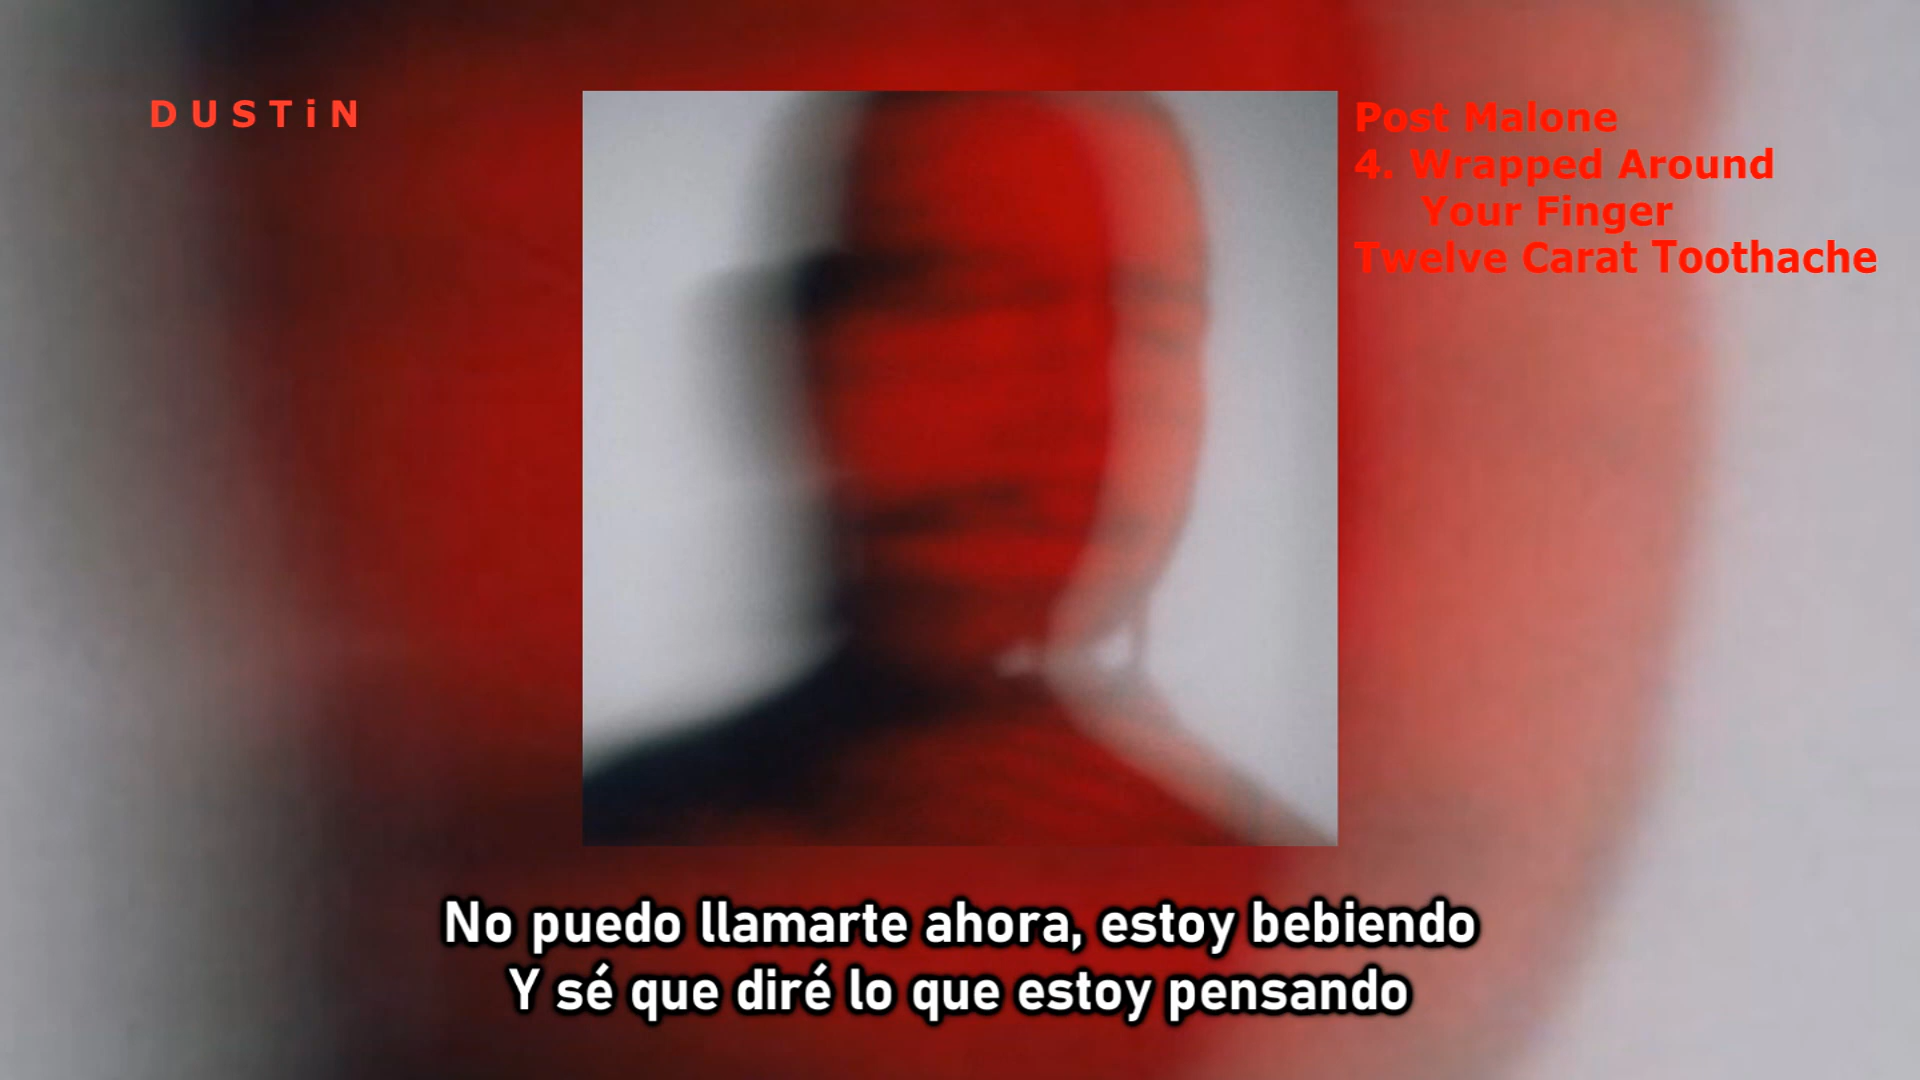 DUSTiN
Post Malone
4. Wrapped Around
Your Finger
Twelve Carat Toothache
No puedo llamarte ahora, estoy bebiendo
Y sé que diré lo que estoy pensando